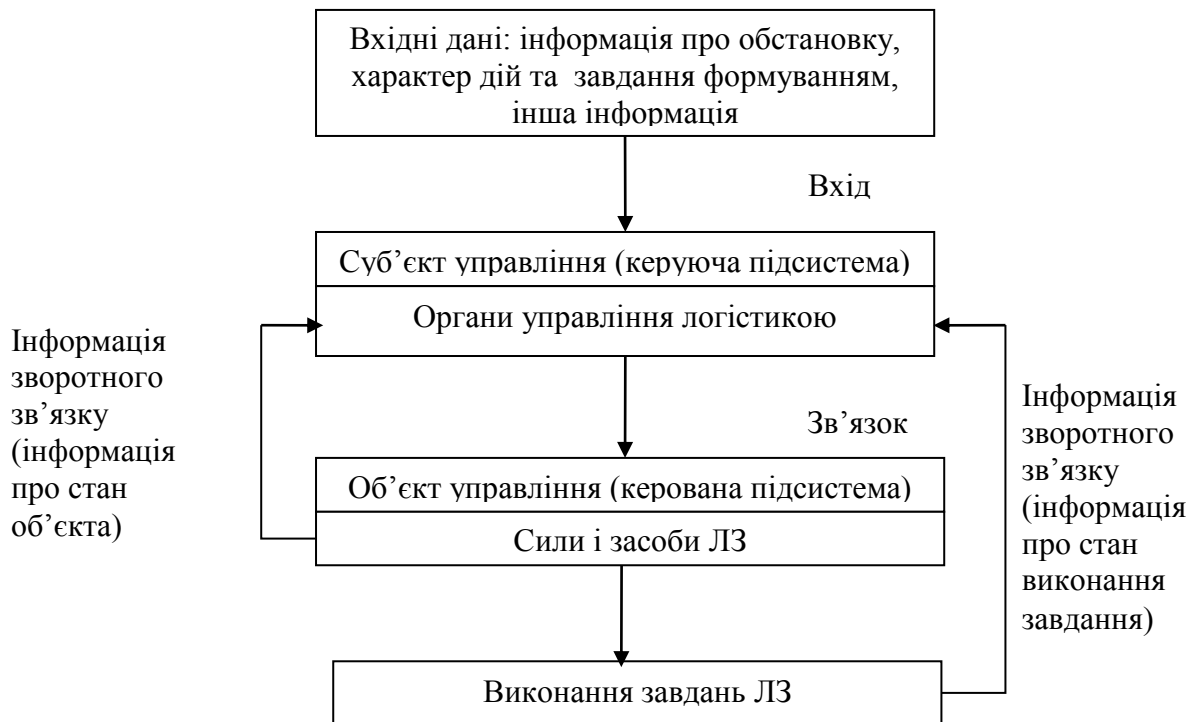 Вхідні дані: інформація про обстановку,
характер дій та завдання формуванням,
інша інформація
Вхід
Суб’єкт управління (керуюча підсистема)
Органи управління логістикою
Інформація
зворотного
зв’язку
(інформація
про стан
об’єкта)
Зв’язок
Об’єкт управління (керована підсистема)
Сили і засоби ЛЗ
Інформація
зворотного
зв’язку
(інформація
про стан
виконання
завдання)
Виконання завдань ЛЗ